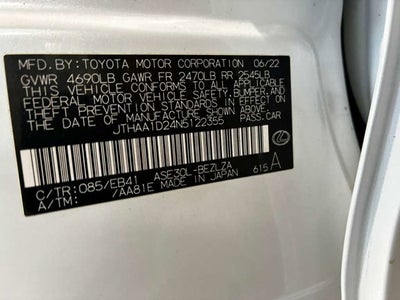 MFD. BY: TOYOTA MOTOR CORPORATION 06/22
GVWR 4690LB GAWR FR 2470LB RR 2545LB
THIS VEHICLE CONFORMS TO ALL APPLICABLE
FEDERAL MOTOR VEHICLE SAFETY, BUMPER, AND
THEFT PREVENTION STANDARDS IN EFFECT ON
THE DATE OF MANUFACTURE SHOWN ABOVE.
JTHAA1D24N5122355 PASS.CAR
C/TR: 085/EB41 ASE30L-BEZLZA
A/TM: /AA81E MADE IN JAPAN 615 A